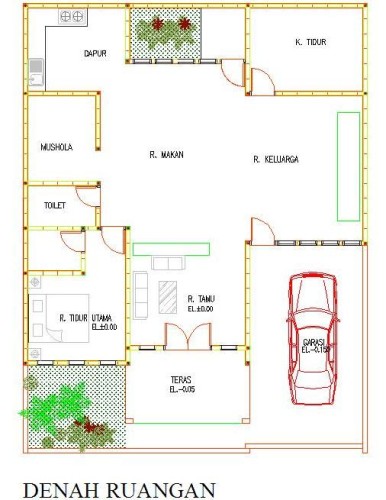 DAPUR
K. TIDUR
MUSHOLA
R. MAKAN
R. KELUARGA
TOILET
R. TAMU
EL.±0.00
R. TIDUR UTAMA
EL.±0.00
GARASI
EL.-0.150
TERAS
EL.-0.05
DENAH RUANGAN